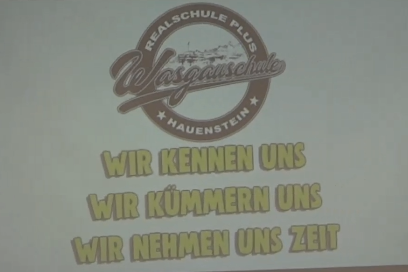 REALSCHULE PLUS
Wasgauschule
HAUENSTEIN
WIR KENNEN UNS
WIR KÜMMERN UNS
WIR NEHMEN UNS ZEIT